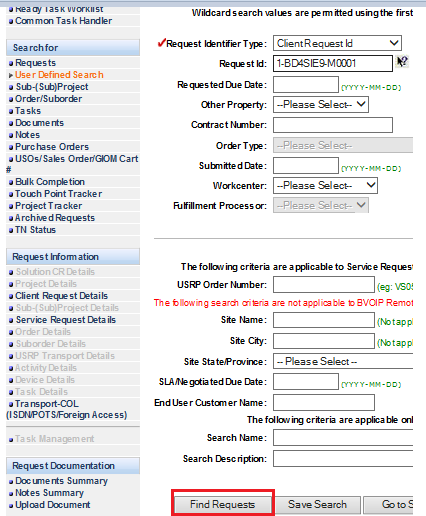 Ready Task Worklist
Common Task Handler
Search for
Requests
User Defined Search
Sub-(Sub)Project
Order/Suborder
Tasks
Documents
Notes
Purchase Orders
USOs/Sales Order/GIOM Cart
#
Bulk Completion
Touch Point Tracker
Project Tracker
Archived Requests
TN Status
Request Information
Solution CR Details
Project Details
Client Request Details
Sub-(Sub)Project Details
Service Request Details
Order Details
Suborder Details
USRP Transport Details
Activity Details
Device Details
Task Details
Transport-COL
(ISDN/POTS/Foreign Access)
Task Management
Request Documentation
Documents Summary
Notes Summary
Upload Document
Wildcard search values are permitted using the first
Request Identifier Type: Client Request Id
Request Id: 1-BD4SIE9-M0001 ?
Requested Due Date: (YYYY-MM-DD)
Other Property: --Please Select--
Contract Number:
Order Type: --Please Select--
Submitted Date: (YYYY-MM-DD)
Workcenter: --Please Select--
Fulfillment Processor: --Please Select--
The following criteria are applicable to Service Reques
USRP Order Number: (eg: VS05
The following search criteria are not applicable to BVOIP Remot
Site Name: (Not appl
Site City: (Not appl
Site State/Province: -- Please Select --
SLA/Negotiated Due Date: (YYYY-MM-DD)
End User Customer Name:
The following criteria are applicable onl
Search Name:
Search Description:
Find Requests Save Search Go to S